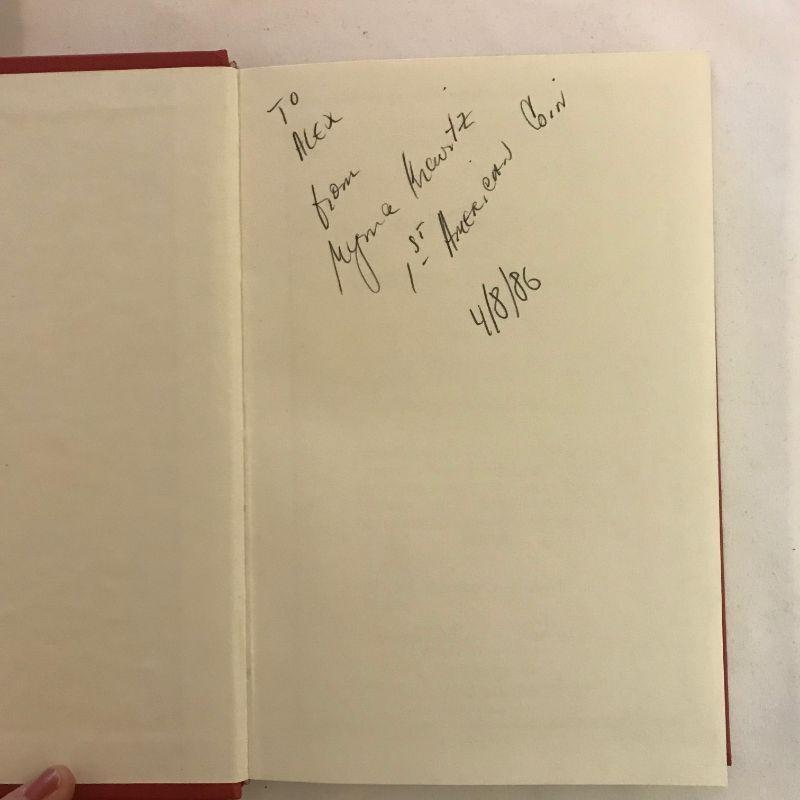 To
ALEX
from
Myrna Kravitz
1st AMERICAN Coin
4/8/86